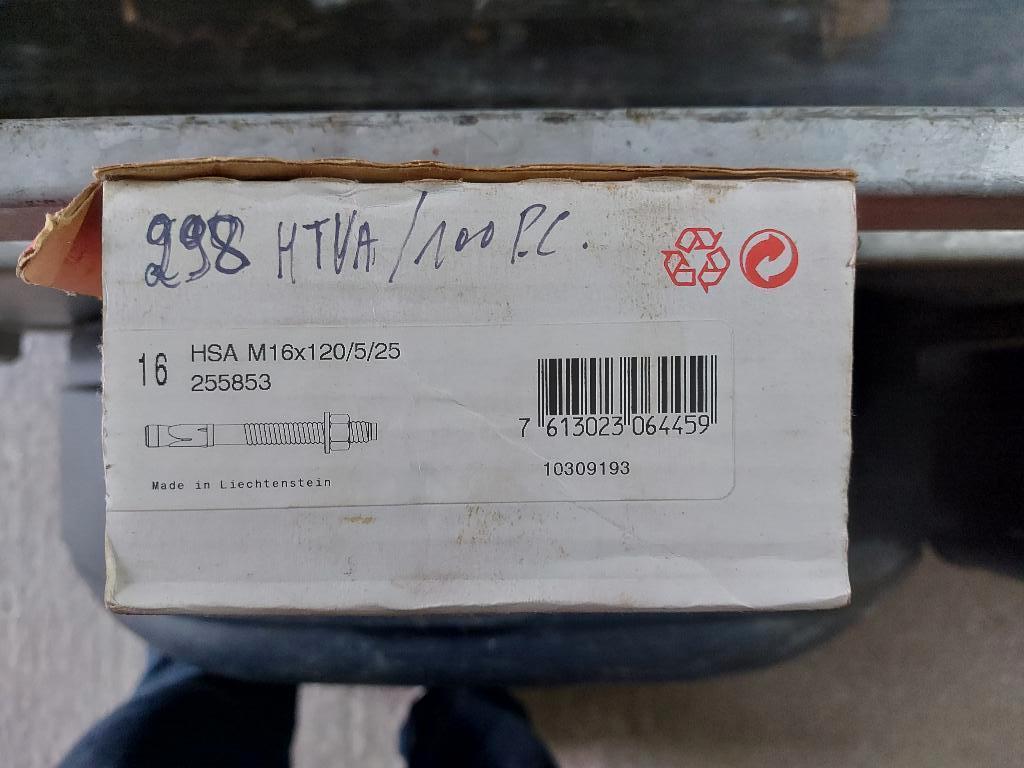 298 HTVA/100 P.C.
16
HSA M16x120/5/25
255853
7 613023 064459
10309193
Made in Liechtenstein